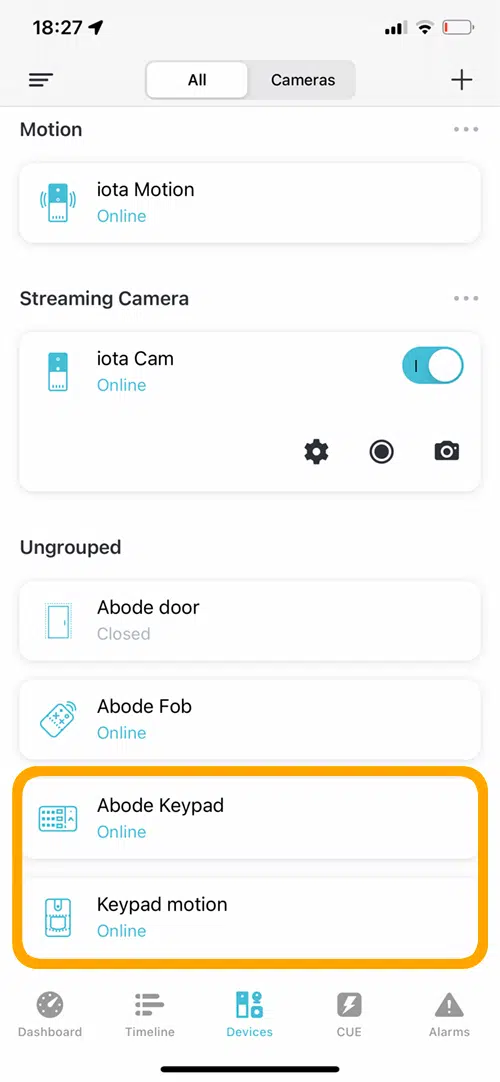 18:27
All
Cameras
Motion
iota Motion
Online
Streaming Camera
iota Cam
Online
Ungrouped
Abode door
Closed
Abode Fob
Online
Abode Keypad
Online
Keypad motion
Online
Dashboard
Timeline
Devices
CUE
Alarms